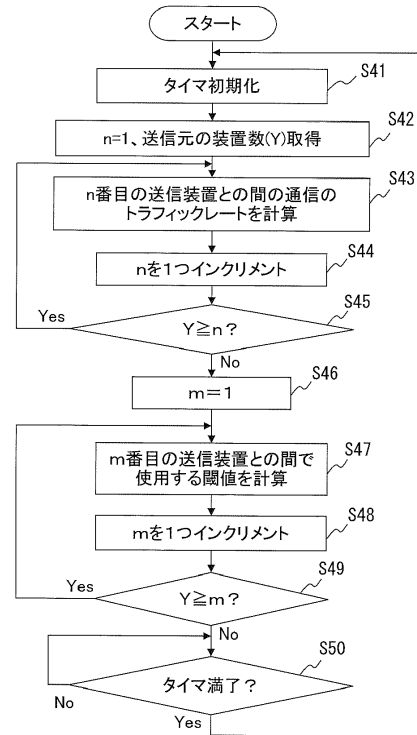 スタート
タイマ初期化
S41
n=1、送信元の装置数(Y)取得
S42
n番目の送信装置との間の通信の
トラフィックレートを計算
S43
nを1つインクリメント
S44
Yes
Y≧n?
S45
No
m=1
S46
m番目の送信装置との間で
使用する閾値を計算
S47
mを1つインクリメント
S48
Yes
Y≧m?
S49
No
タイマ満了?
S50
No
Yes